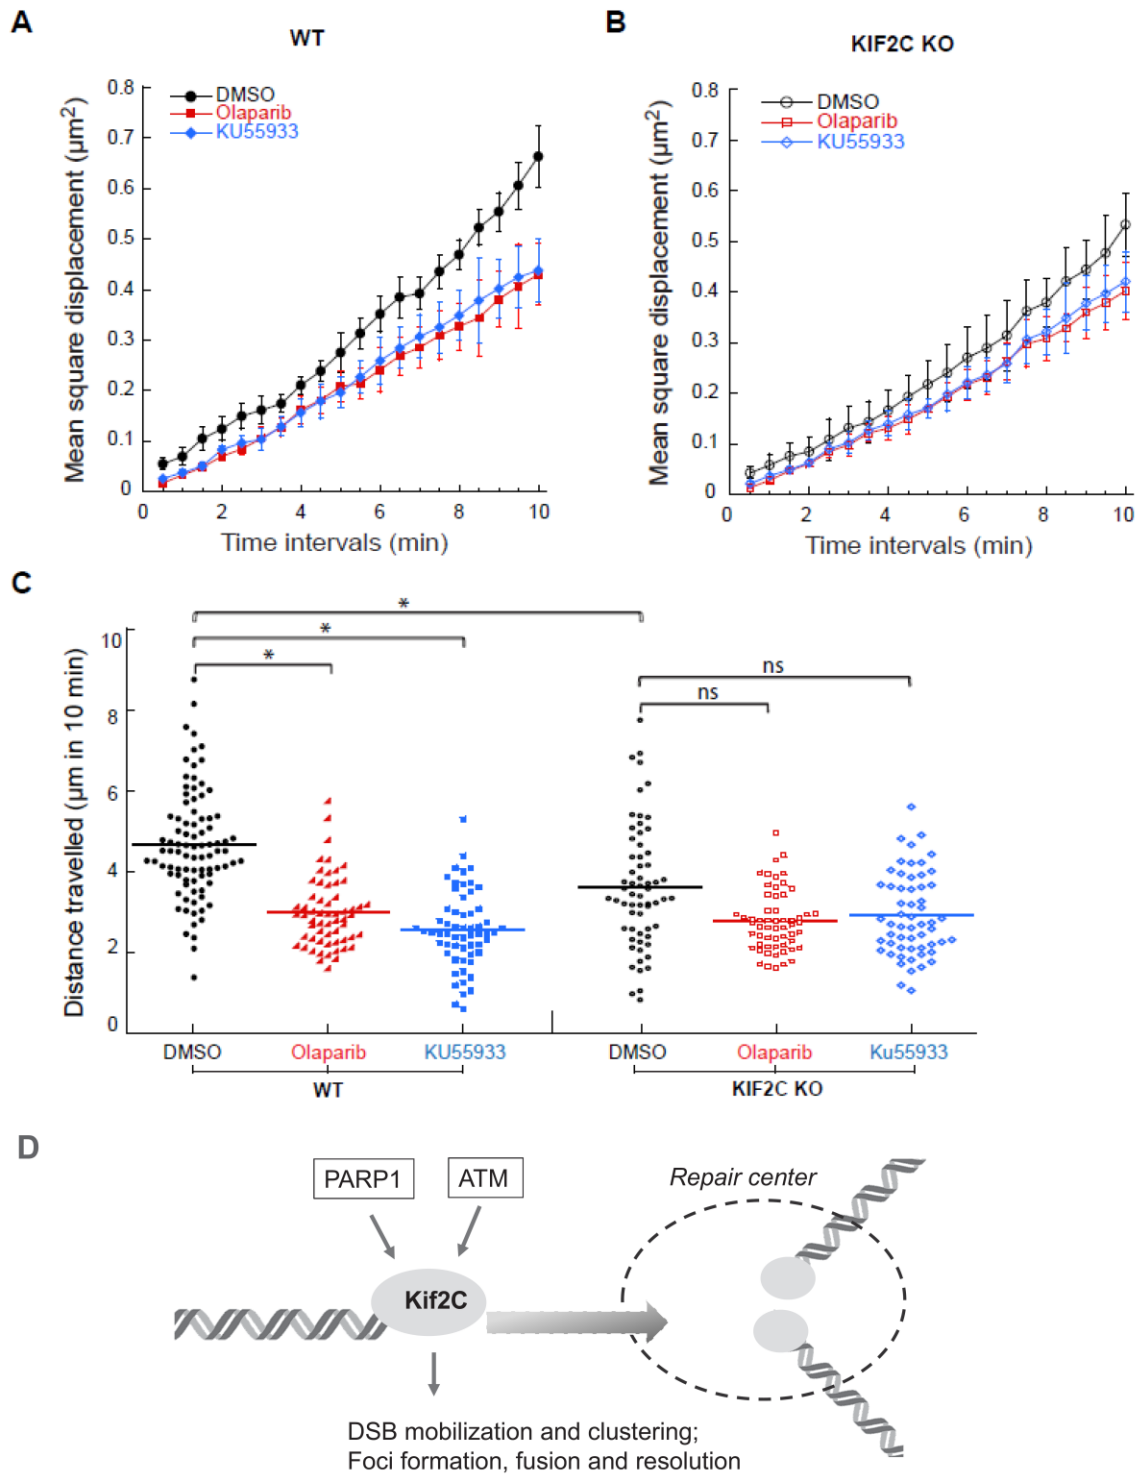 A
WT
DMSO
Olaparib
KU55933
Mean square displacement (µm²)
0.8
0.7
0.6
0.5
0.4
0.3
0.2
0.1
0
0 2 4 6 8 10
Time intervals (min)
B
KIF2C KO
DMSO
Olaparib
KU55933
Mean square displacement (µm²)
0.8
0.7
0.6
0.5
0.4
0.3
0.2
0.1
0
0 2 4 6 8 10
Time intervals (min)
C
Distance travelled (µm in 10 min)
10
8
6
4
2
0
*
*
*
ns
ns
DMSO Olaparib KU55933 DMSO Olaparib Ku55933
WT KIF2C KO
D
PARP1 ATM
Repair center
Kif2C
DSB mobilization and clustering;
Foci formation, fusion and resolution